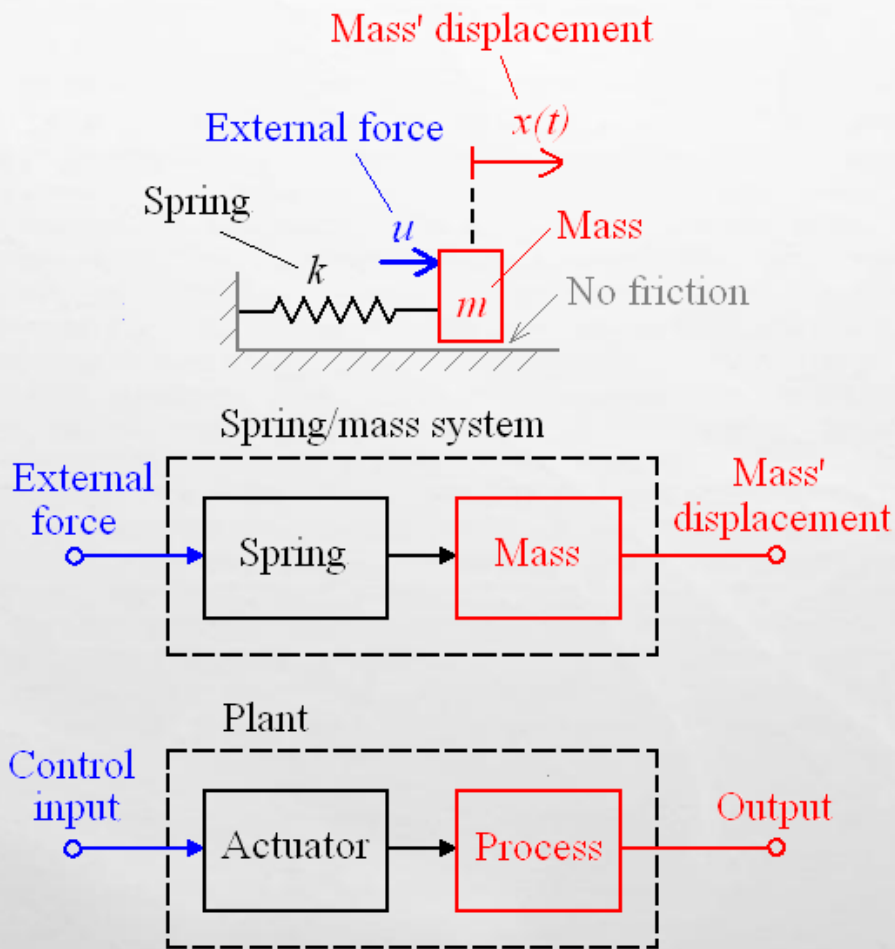 Mass' displacement
x(t)
External force
Spring
u
Mass
k
m
No friction
Spring/mass system
External
force
Spring
Mass
Mass'
displacement
Plant
Control
input
Actuator
Process
Output